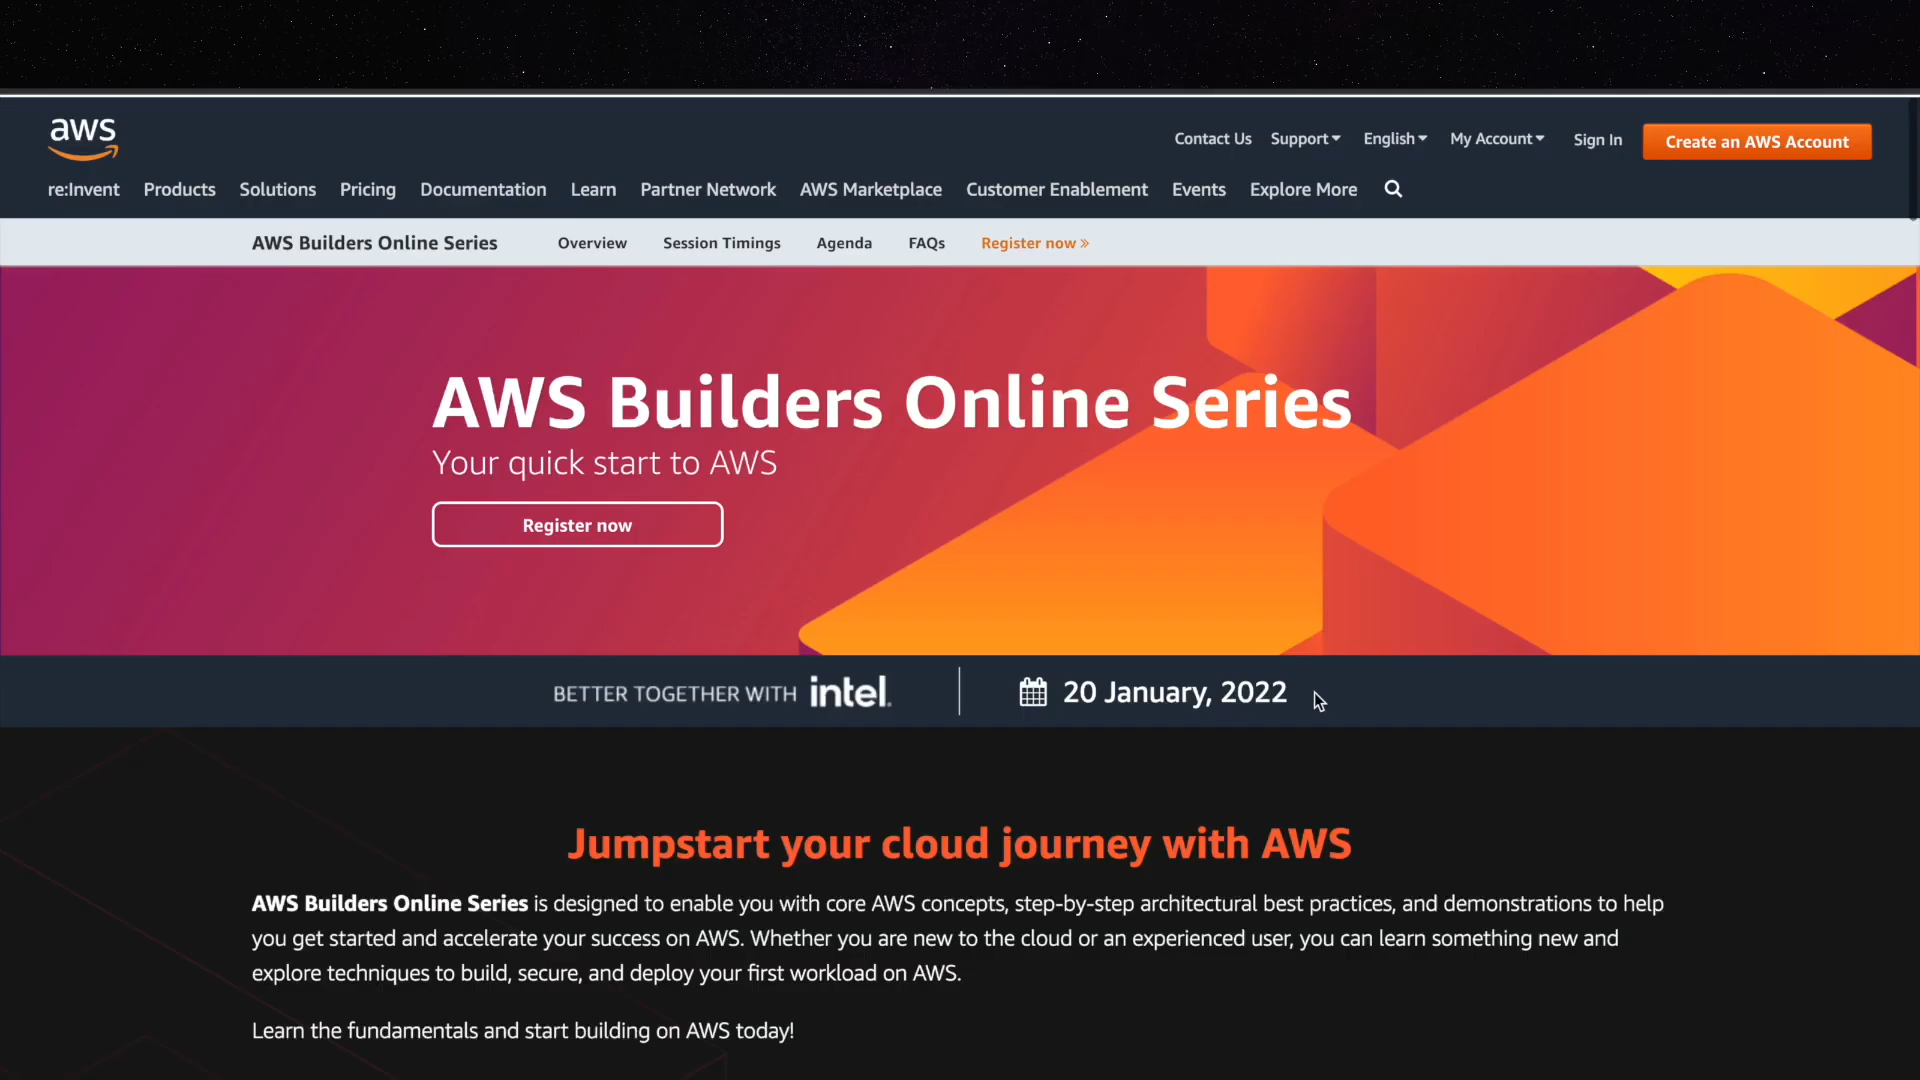 aws
Contact Us Support English My Account Sign In Create an AWS Account
re:Invent Products Solutions Pricing Documentation Learn Partner Network AWS Marketplace Customer Enablement Events Explore More
AWS Builders Online Series Overview Session Timings Agenda FAQs Register now »
AWS Builders Online Series
Your quick start to AWS
Register now
BETTER TOGETHER WITH intel. 20 January, 2022
Jumpstart your cloud journey with AWS
AWS Builders Online Series is designed to enable you with core AWS concepts, step-by-step architectural best practices, and demonstrations to help
you get started and accelerate your success on AWS. Whether you are new to the cloud or an experienced user, you can learn something new and
explore techniques to build, secure, and deploy your first workload on AWS.
Learn the fundamentals and start building on AWS today!